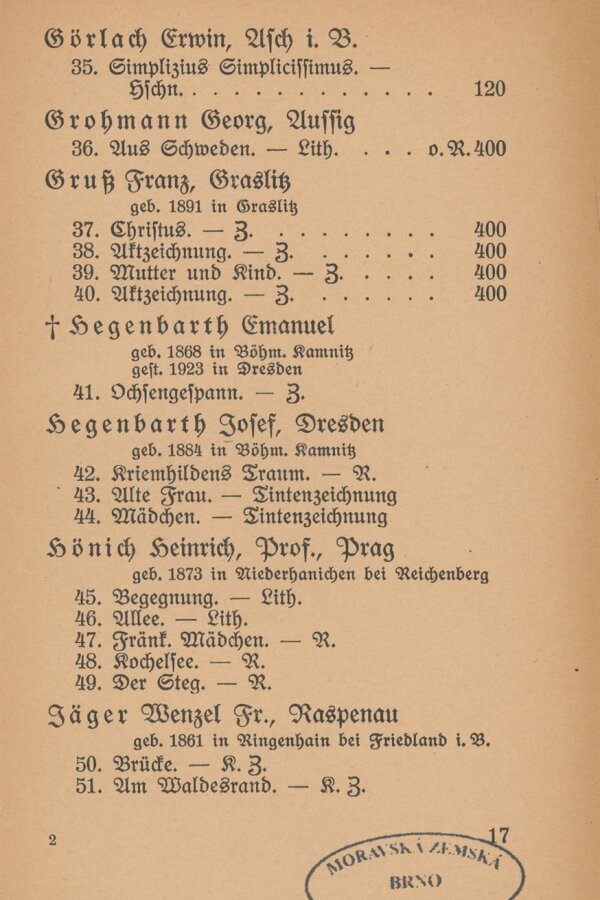 Görlach Erwin, Asch i. B.
35. Simplizius Simplicissimus. —
Hschn. . . . . . . . . . . . . 120
Grohmann Georg, Aussig
36. Aus Schweden. — Lith. . . . o. R. 400
Gruß Franz, Graslitz
geb. 1891 in Graslitz
37. Christus. — Z. . . . . . . . . 400
38. Aktzeichnung. — Z. . . . . . . 400
39. Mutter und Kind. — Z. . . . . 400
40. Aktzeichnung. — Z. . . . . . . 400
† Hegenbarth Emanuel
geb. 1868 in Böhm. Kamnitz
gest. 1923 in Dresden
41. Ochsengespann. — Z.
Hegenbarth Josef, Dresden
geb. 1884 in Böhm. Kamnitz
42. Kriemhildens Traum. — R.
43. Alte Frau. — Tintenzeichnung
44. Mädchen. — Tintenzeichnung
Hönich Heinrich, Prof., Prag
geb. 1873 in Niederhanichen bei Reichenberg
45. Begegnung. — Lith.
46. Allee. — Lith.
47. Fränk. Mädchen. — R.
48. Kochelsee. — R.
49. Der Steg. — R.
Jäger Wenzel Fr., Raspenau
geb. 1861 in Ringenhain bei Friedland i. B.
50. Brücke. — K. Z.
51. Am Waldesrand. — K. Z.
2 17
MORAVSKÁ ZEMSKÁ
BRNO